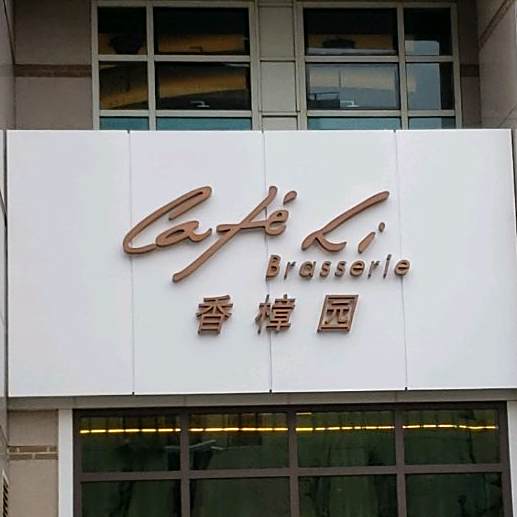 Café Li
Brasserie
香樟园